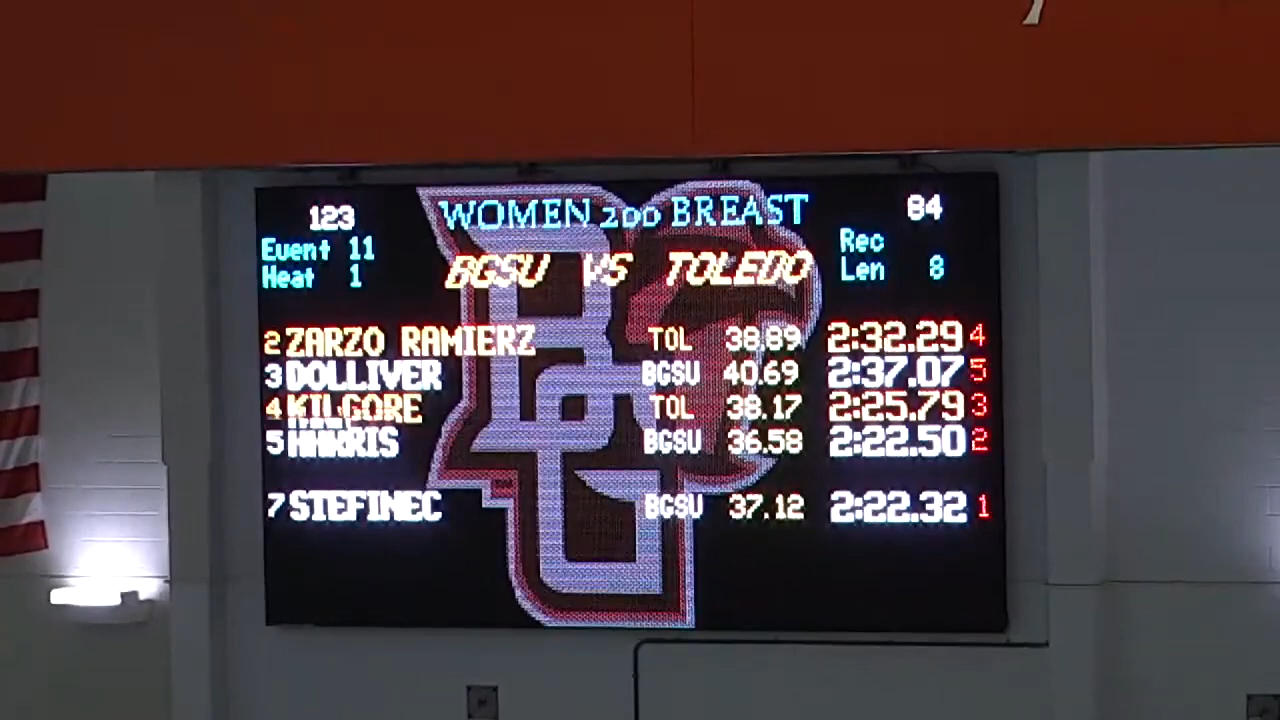 123 WOMEN 200 BREAST 84
Event 11 Rec
Heat 1 BGSU VS TOLEDO Len 8
2 ZARZO RAMIERZ TOL 38.89 2:32.29 4
3 DOLLIVER BGSU 40.69 2:37.07 5
4 KILGORE TOL 38.17 2:25.79 3
5 HARRIS BGSU 36.58 2:22.50 2
7 STEFINEC BGSU 37.12 2:22.32 1